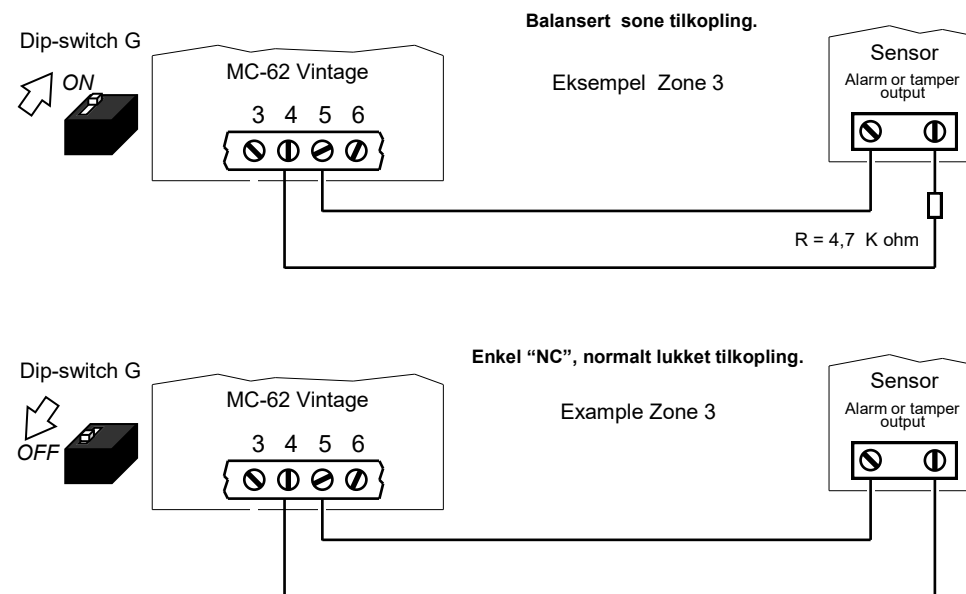 Balansert sone tilkopling.
Dip-switch G
ON
MC-62 Vintage
3 4 5 6
Eksempel Zone 3
Sensor
Alarm or tamper
output
R = 4,7 K ohm
Enkel “NC”, normalt lukket tilkopling.
Dip-switch G
OFF
MC-62 Vintage
3 4 5 6
Example Zone 3
Sensor
Alarm or tamper
output